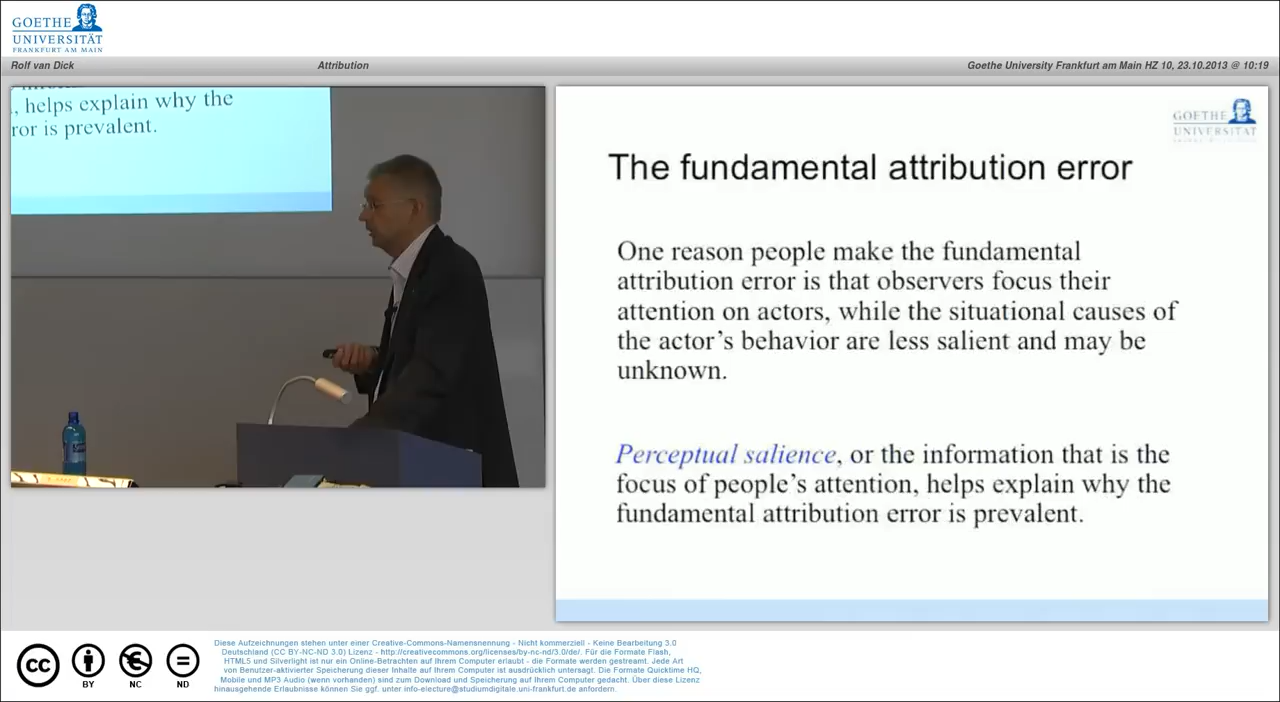 GOETHE
UNIVERSITÄT
FRANKFURT AM MAIN
Rolf van Dick
Attribution
Goethe University Frankfurt am Main HZ 10, 23.10.2013 @ 10:19
., helps explain why the
ror is prevalent.
GOETHE
UNIVERSITÄT
The fundamental attribution error
One reason people make the fundamental
attribution error is that observers focus their
attention on actors, while the situational causes of
the actor's behavior are less salient and may be
unknown.
Perceptual salience, or the information that is the
focus of people's attention, helps explain why the
fundamental attribution error is prevalent.
cc
BY
NC
ND
Diese Aufzeichnungen stehen unter einer Creative-Commons-Namensnennung - Nicht kommerziell - Keine Bearbeitung 3.0
Deutschland (CC BY-NC-ND 3.0) Lizenz - http://creativecommons.org/licenses/by-nc-nd/3.0/de/. Für die Formate Flash,
HTML5 und Silverlight ist nur ein Online-Betrachten auf Ihrem Computer erlaubt - die Formate werden gestreamt. Jede Art
von Benutzer-aktivierter Speicherung dieser Inhalte auf Ihrem Computer ist ausdrücklich untersagt. Die Formate Quicktime HQ,
Mobile und MP3 Audio (wenn vorhanden) sind zum Download und Speicherung auf Ihrem Computer gedacht. Über diese Lizenz
hinausgehende Erlaubnisse können Sie ggf. unter info-electure@studiumdigitale.uni-frankfurt.de anfordern.